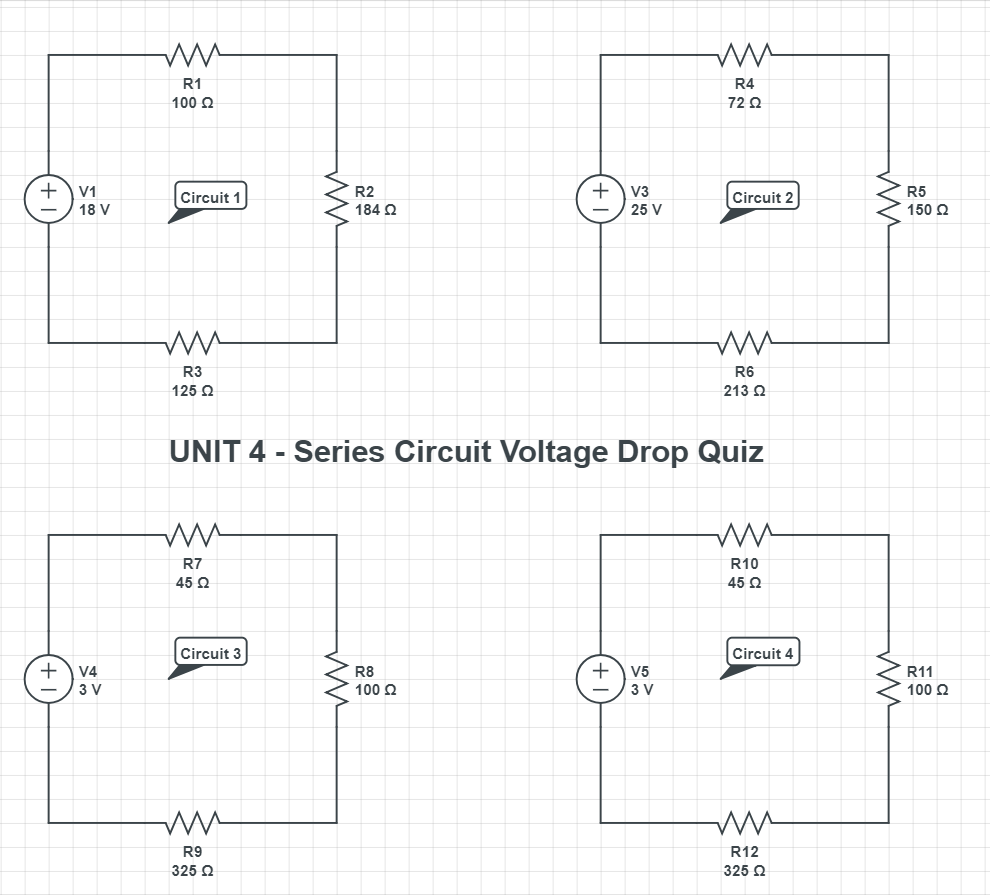 R1
100 Ω
V1
18 V
Circuit 1
R2
184 Ω
R3
125 Ω
R4
72 Ω
V3
25 V
Circuit 2
R5
150 Ω
R6
213 Ω
UNIT 4 - Series Circuit Voltage Drop Quiz
R7
45 Ω
V4
3 V
Circuit 3
R8
100 Ω
R9
325 Ω
R10
45 Ω
V5
3 V
Circuit 4
R11
100 Ω
R12
325 Ω